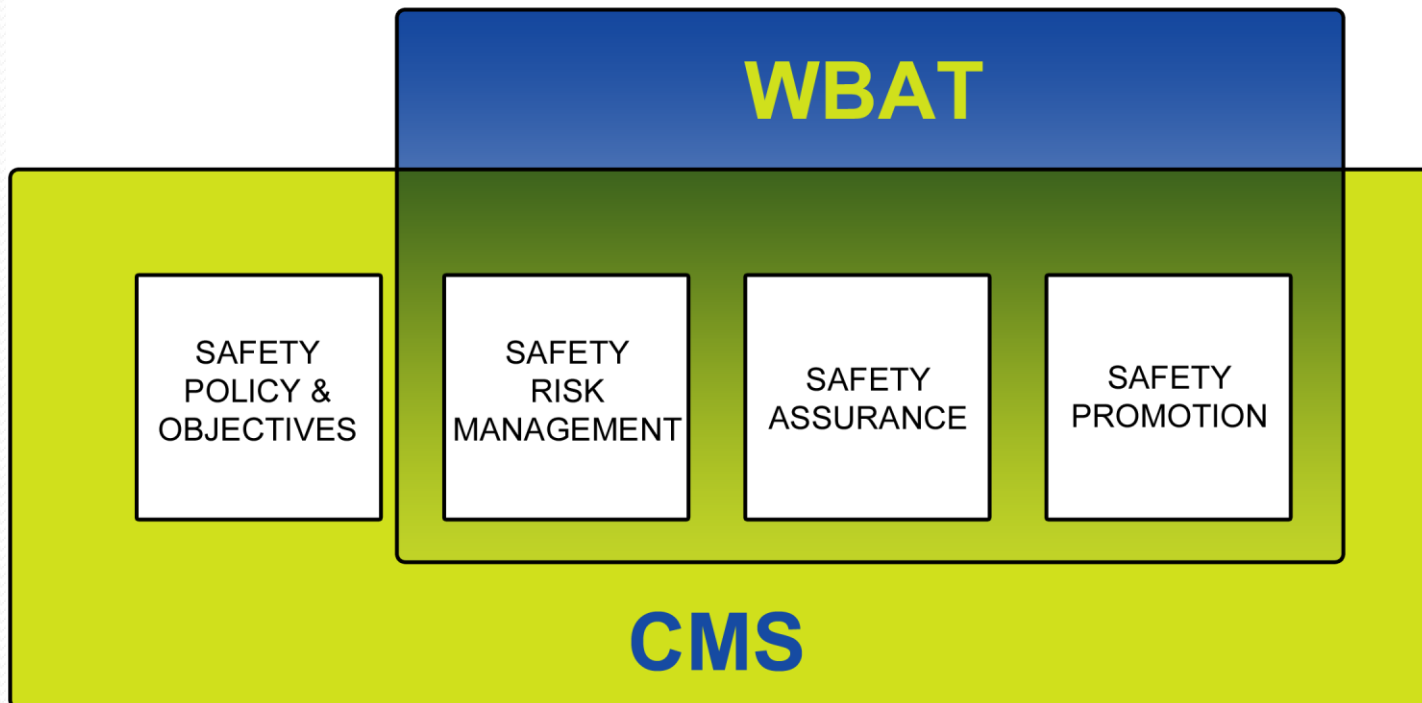 WBAT
SAFETY
POLICY &
OBJECTIVES
SAFETY
RISK
MANAGEMENT
SAFETY
ASSURANCE
SAFETY
PROMOTION
CMS